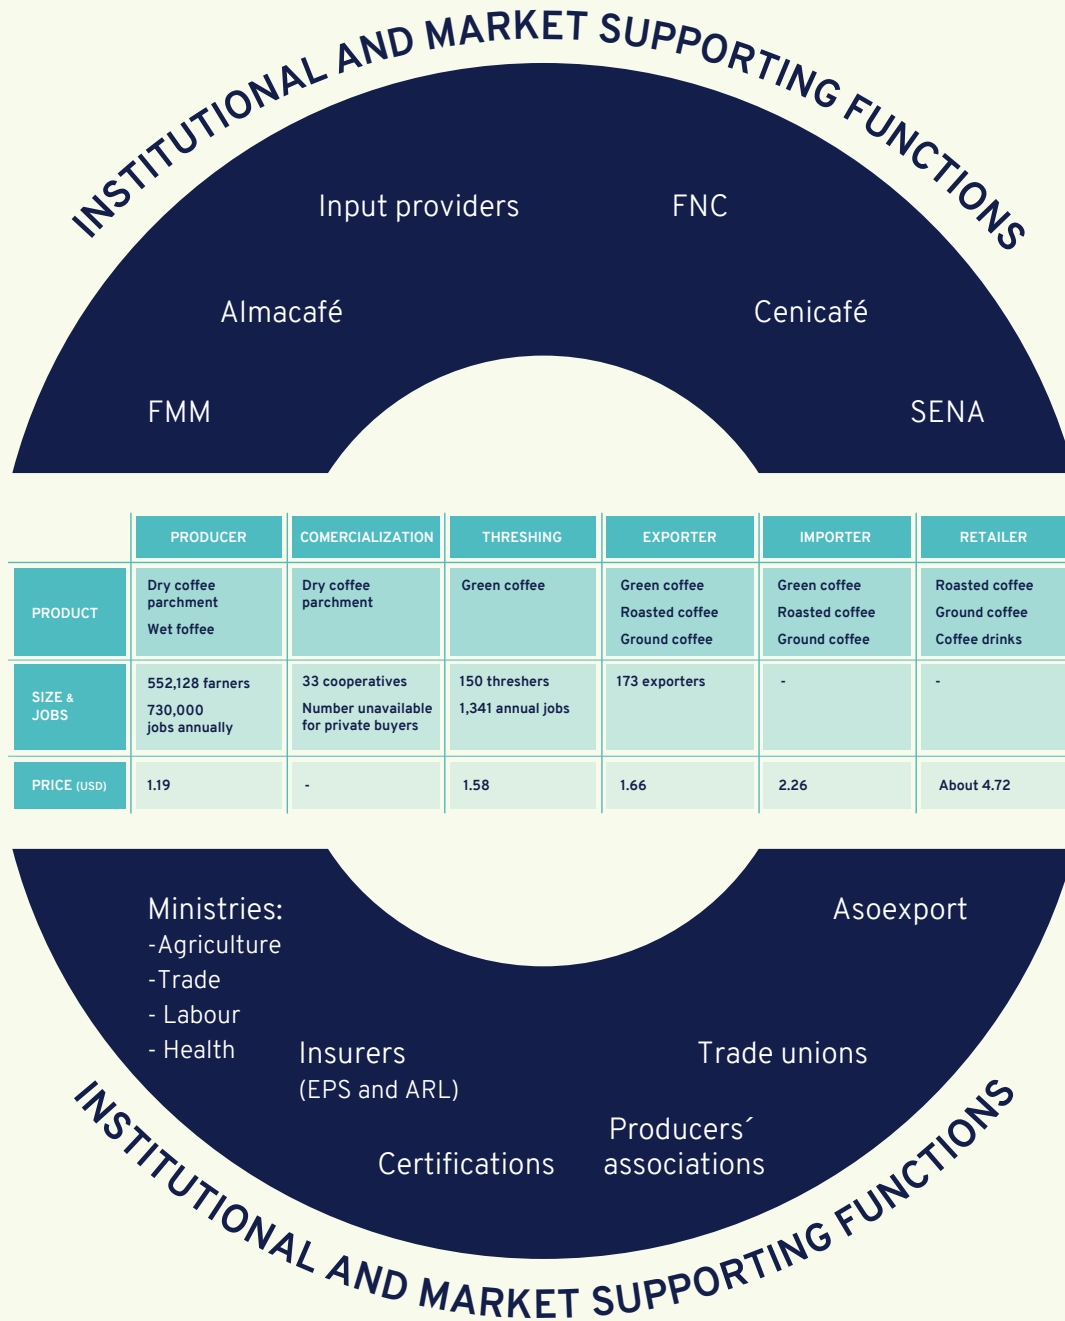 INSTITUTIONAL AND MARKET SUPPORTING FUNCTIONS
Input providers
FNC
Almacafé
Cenicafé
FMM
SENA
PRODUCER
COMERCIALIZATION
THRESHING
EXPORTER
IMPORTER
RETAILER
PRODUCT
Dry coffee
parchment
Wet foffee
Dry coffee
parchment
Green coffee
Green coffee
Roasted coffee
Ground coffee
Green coffee
Roasted coffee
Ground coffee
Roasted coffee
Ground coffee
Coffee drinks
SIZE &
JOBS
552,128 farners
730,000
jobs annually
33 cooperatives
Number unavailable
for private buyers
150 threshers
1,341 annual jobs
173 exporters
-
-
PRICE (USD)
1.19
-
1.58
1.66
2.26
About 4.72
Ministries:
-Agriculture
-Trade
- Labour
- Health
Asoexport
Insurers
(EPS and ARL)
Trade unions
Certifications
Producers´
associations
INSTITUTIONAL AND MARKET SUPPORTING FUNCTIONS